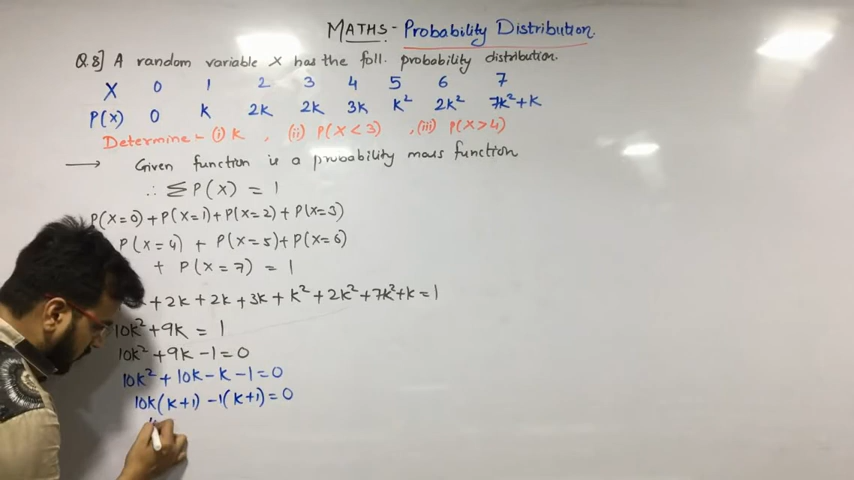 MATHS - Probability Distribution.
Q.8] A random variable X has the foll. probability distribution.
X 0 1 2 3 4 5 6 7
P(x) 0 k 2k 2k 3k k² 2k² 7k²+k
Determine:- (i) k , (ii) P(X<3) , (iii) P(X>4)
→ Given function is a probability mass function
∴ ΣP(X) = 1
P(X=0) + P(X=1) + P(X=2) + P(X=3)
P(X=4) + P(X=5) + P(X=6)
+ P(X=7) = 1
+ 2k + 2k + 3k + k² + 2k² + 7k² + k = 1
10k² + 9k = 1
10k² + 9k - 1 = 0
10k² + 10k - k - 1 = 0
10k(k+1) - 1(k+1) = 0